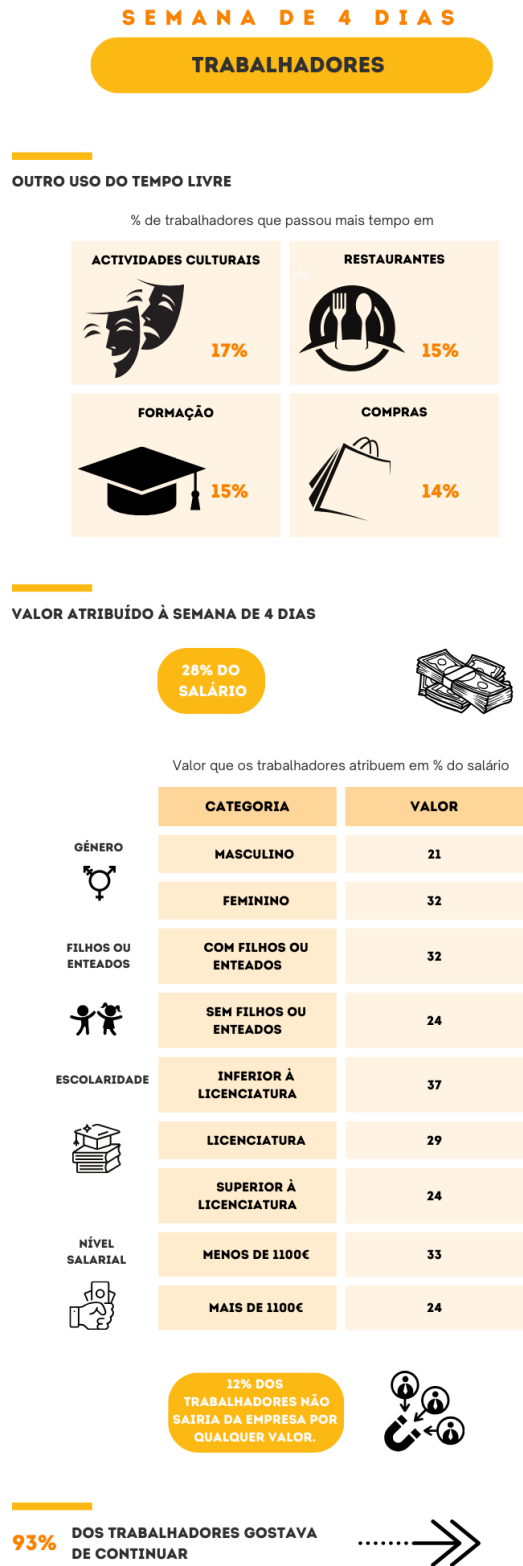 SEMANA DE 4 DIAS
TRABALHADORES
OUTRO USO DO TEMPO LIVRE
% de trabalhadores que passou mais tempo em
ACTIVIDADES CULTURAIS
17%
RESTAURANTES
15%
FORMAÇÃO
15%
COMPRAS
14%
VALOR ATRIBUÍDO À SEMANA DE 4 DIAS
28% DO
SALÁRIO
Valor que os trabalhadores atribuem em % do salário
CATEGORIA VALOR
GÉNERO
MASCULINO 21
FEMININO 32
FILHOS OU
ENTEADOS
COM FILHOS OU
ENTEADOS
32
SEM FILHOS OU
ENTEADOS
24
ESCOLARIDADE
INFERIOR À
LICENCIATURA
37
LICENCIATURA 29
SUPERIOR À
LICENCIATURA
24
NÍVEL
SALARIAL
MENOS DE 1100€ 33
MAIS DE 1100€ 24
12% DOS
TRABALHADORES NÃO
SAIRIA DA EMPRESA POR
QUALQUER VALOR.
93%
DOS TRABALHADORES GOSTAVA
DE CONTINUAR